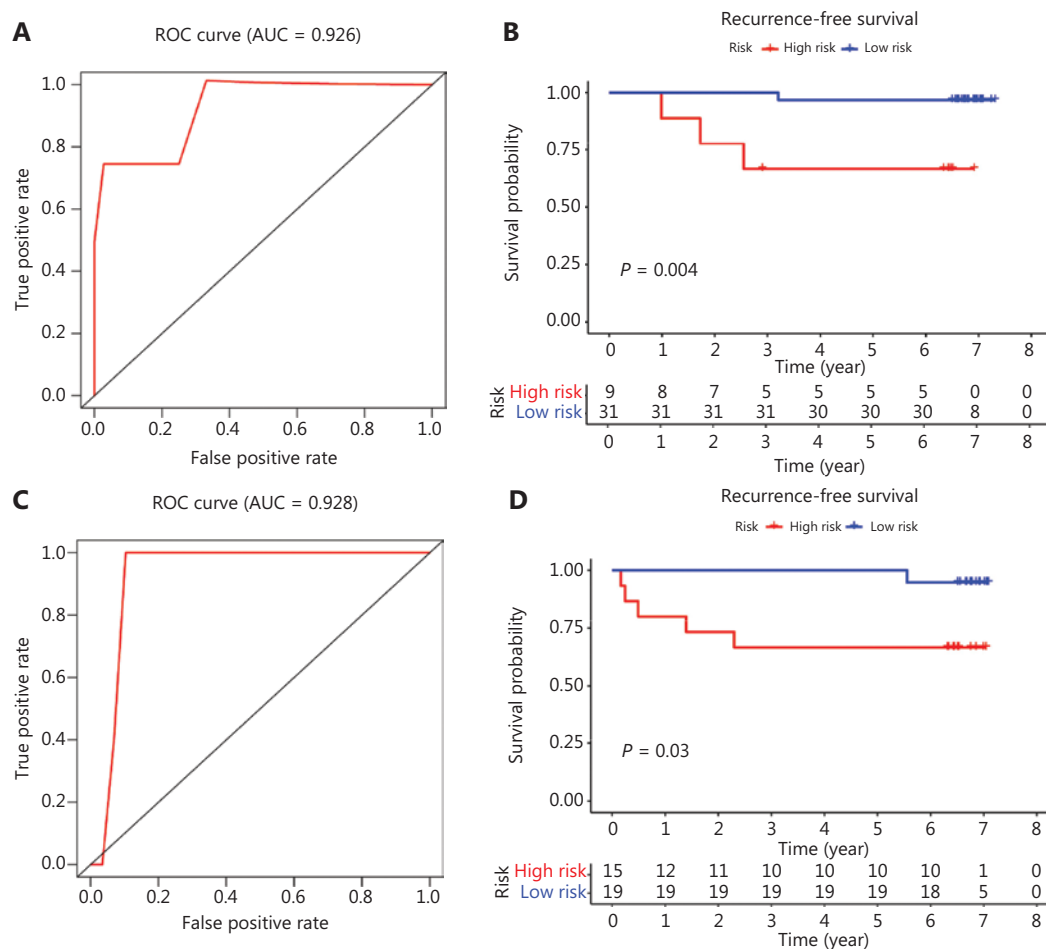 A
ROC curve (AUC = 0.926)
True positive rate
1.0
0.8
0.6
0.4
0.2
0.0
0.0 0.2 0.4 0.6 0.8 1.0
False positive rate
B
Recurrence-free survival
Risk High risk Low risk
Survival probability
1.00
0.75
0.50
0.25
0.00
P = 0.004
0 1 2 3 4 5 6 7 8
Time (year)
Risk
High risk 9 8 7 5 5 5 5 0 0
Low risk 31 31 31 31 30 30 30 8 0
0 1 2 3 4 5 6 7 8
Time (year)
C
ROC curve (AUC = 0.928)
True positive rate
1.0
0.8
0.6
0.4
0.2
0.0
0.0 0.2 0.4 0.6 0.8 1.0
False positive rate
D
Recurrence-free survival
Risk High risk Low risk
Survival probability
1.00
0.75
0.50
0.25
0.00
P = 0.03
0 1 2 3 4 5 6 7 8
Time (year)
Risk
High risk 15 12 11 10 10 10 10 1 0
Low risk 19 19 19 19 19 19 18 5 0
0 1 2 3 4 5 6 7 8
Time (year)